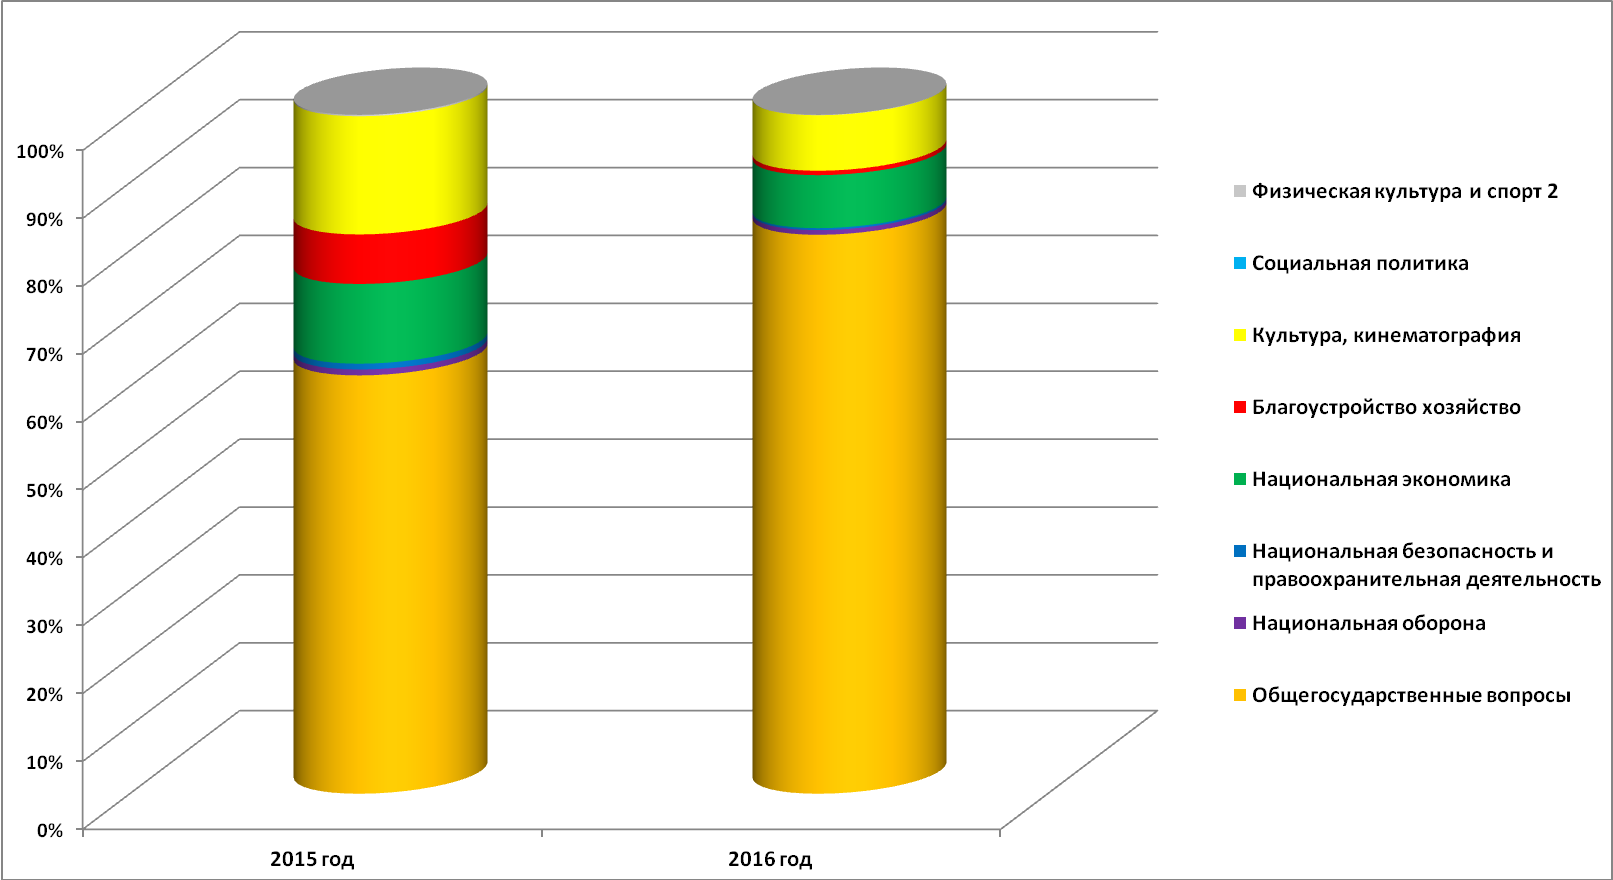 100%
90%
80%
70%
60%
50%
40%
30%
20%
10%
0%
2015 год
2016 год
Физическая культура и спорт 2
Социальная политика
Культура, кинематография
Благоустройство хозяйство
Национальная экономика
Национальная безопасность и
правоохранительная деятельность
Национальная оборона
Общегосударственные вопросы